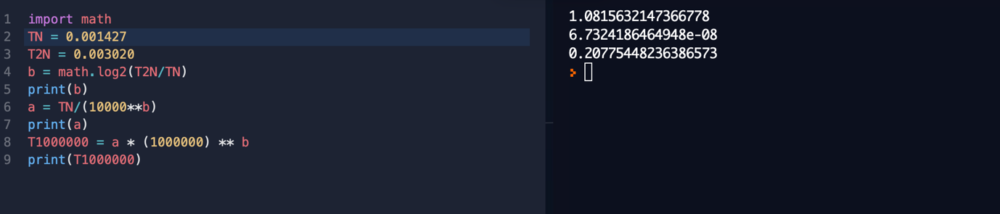 1 import math
2 TN = 0.001427
3 T2N = 0.003020
4 b = math.log2(T2N/TN)
5 print(b)
6 a = TN/(10000**b)
7 print(a)
8 T1000000 = a * (1000000) ** b
9 print(T1000000)
1.0815632147366778
6.7324186464948e-08
0.20775448236386573